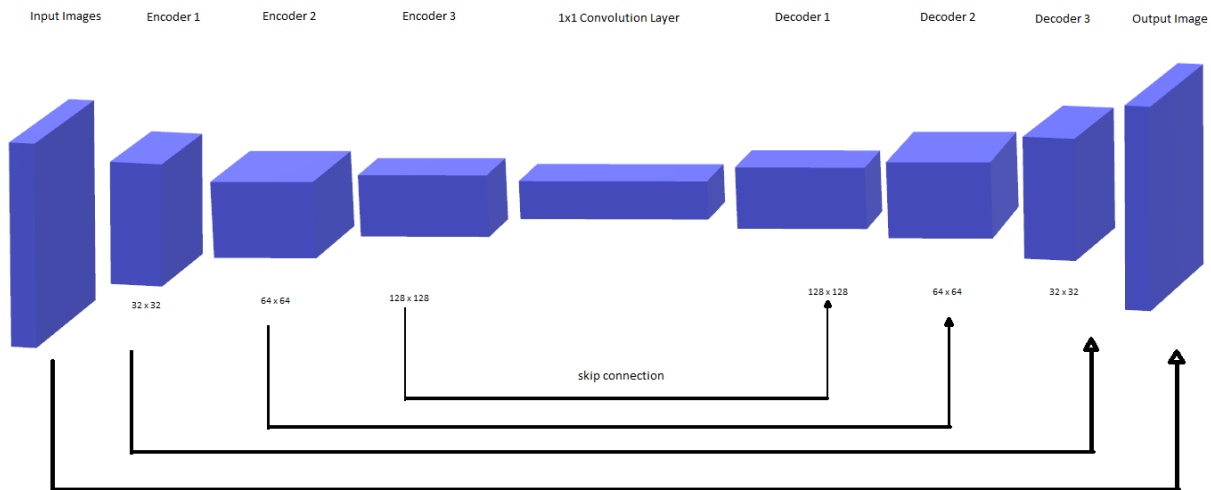 Input Images
Encoder 1
Encoder 2
Encoder 3
1x1 Convolution Layer
Decoder 1
Decoder 2
Decoder 3
Output Image
32 x 32
64 x 64
128 x 128
128 x 128
64 x 64
32 x 32
skip connection